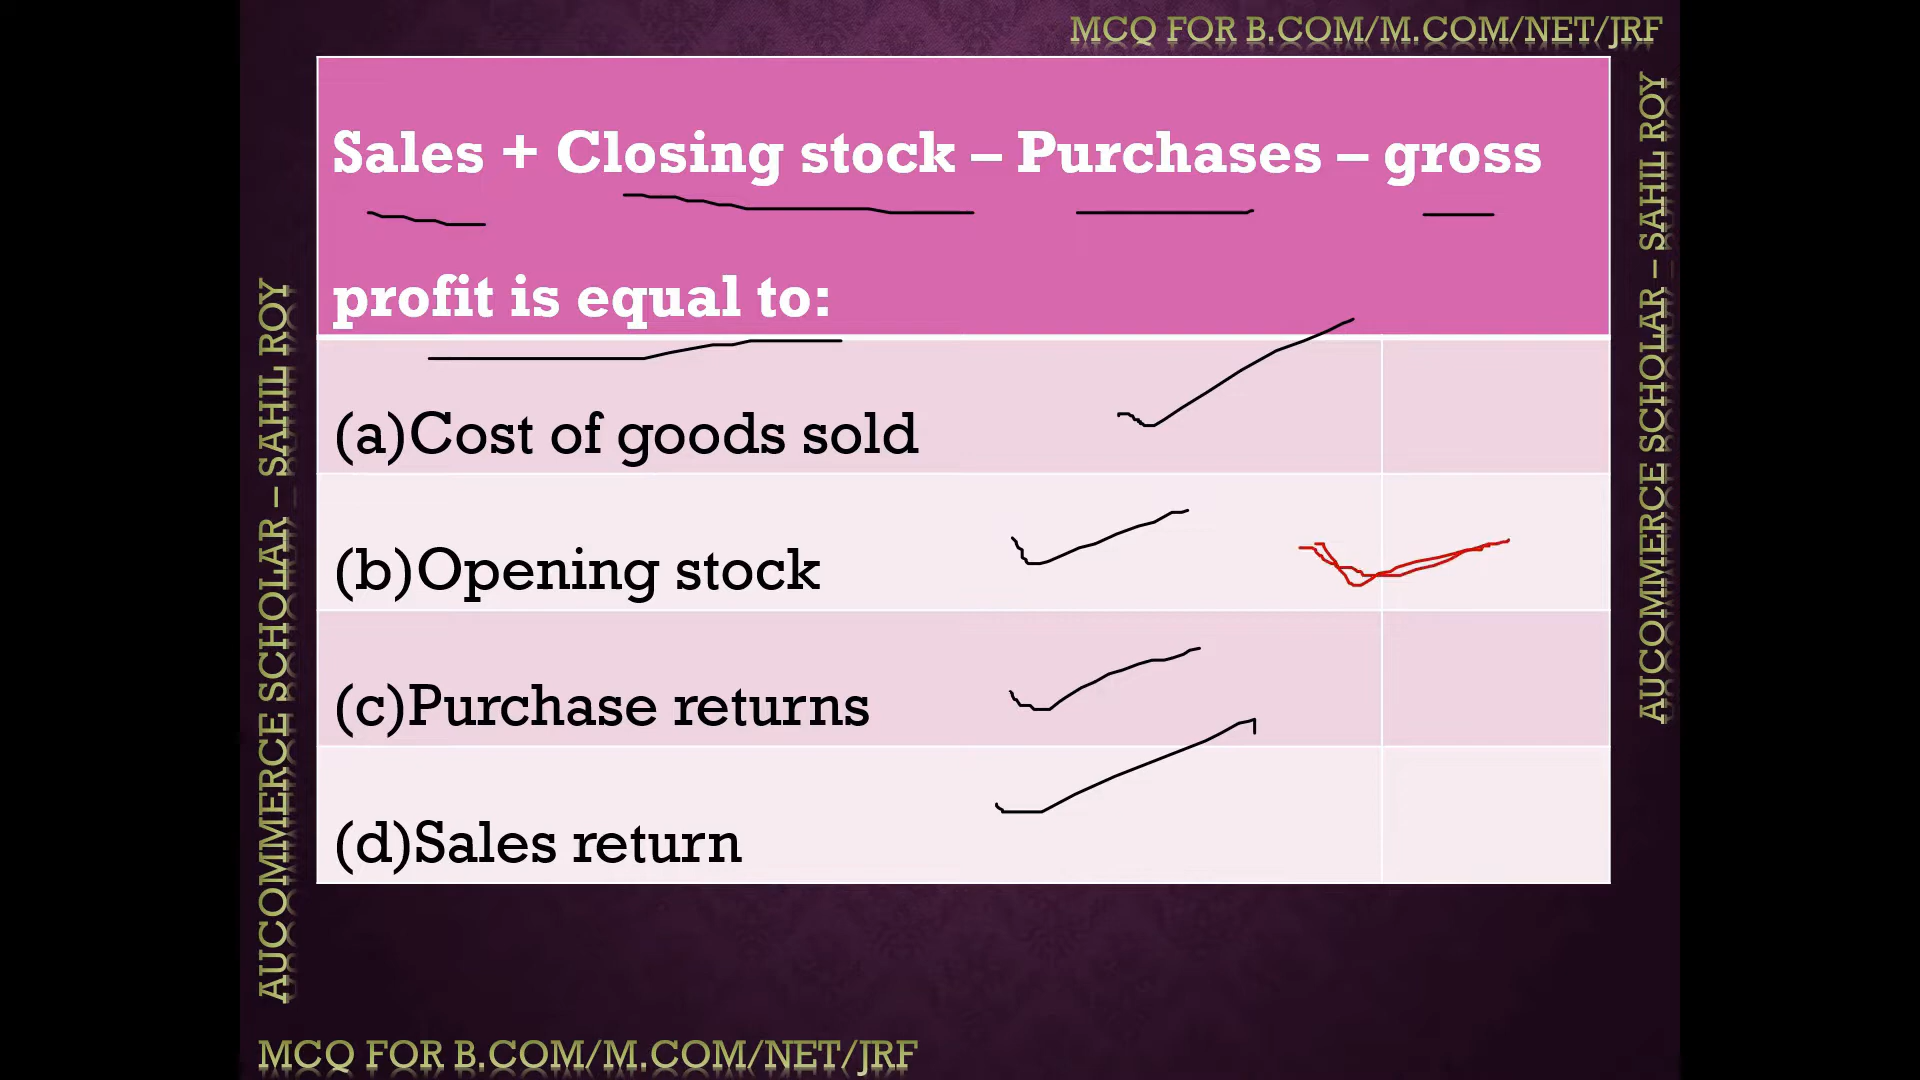 MCQ FOR B.COM/M.COM/NET/JRF
Sales + Closing stock – Purchases – gross
profit is equal to:
(a)Cost of goods sold
(b)Opening stock
(c)Purchase returns
(d)Sales return
AUCOMMERCE SCHOLAR – SAHIL ROY
AUCOMMERCE SCHOLAR – SAHIL ROY
MCQ FOR B.COM/M.COM/NET/JRF